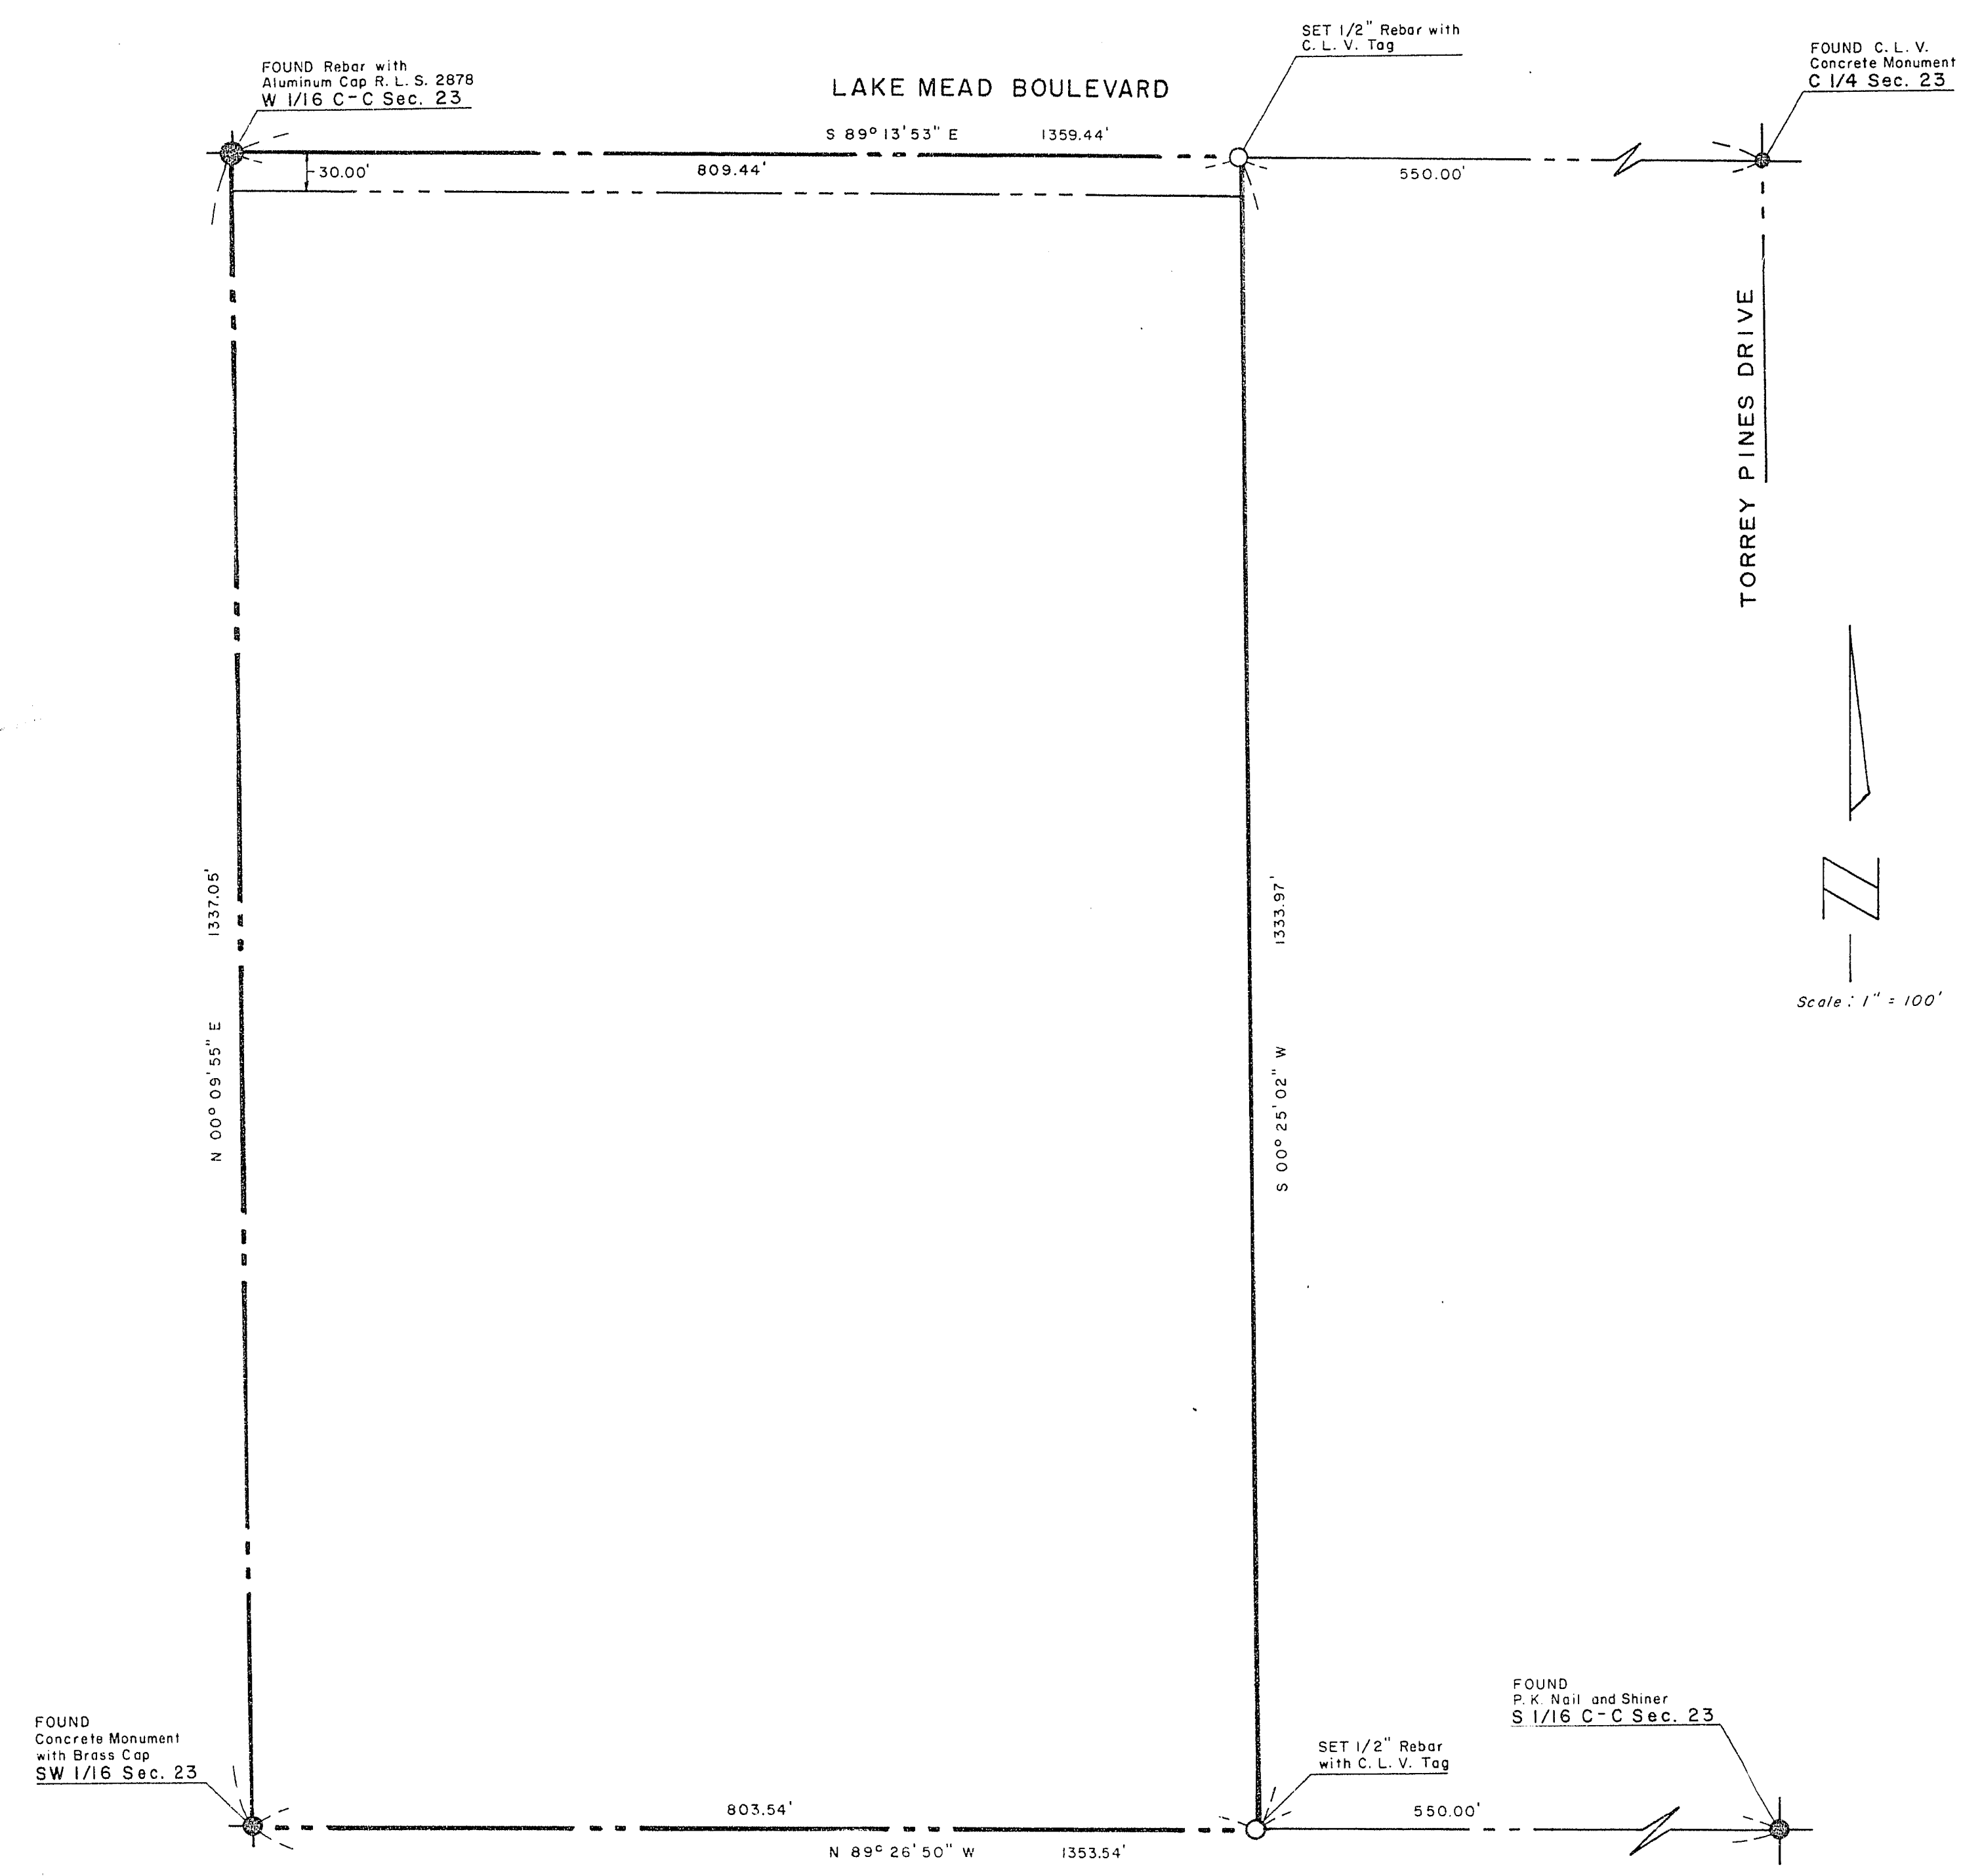 SET 1/2" Rebar with
C. L. V. Tag
FOUND C. L. V.
Concrete Monument
C 1/4 Sec. 23
FOUND Rebar with
Aluminum Cap R. L. S. 2878
W 1/16 C-C Sec. 23
LAKE MEAD BOULEVARD
S 89° 13' 53" E 1359.44'
30.00'
809.44'
550.00'
TORREY PINES DRIVE
N 00° 09' 55" E 1337.05'
S 00° 25' 02" W 1333.97'
N
Scale: 1" = 100'
FOUND
P. K. Nail and Shiner
S 1/16 C-C Sec. 23
FOUND
Concrete Monument
with Brass Cap
SW 1/16 Sec. 23
SET 1/2" Rebar
with C. L. V. Tag
803.54'
550.00'
N 89° 26' 50" W 1353.54'